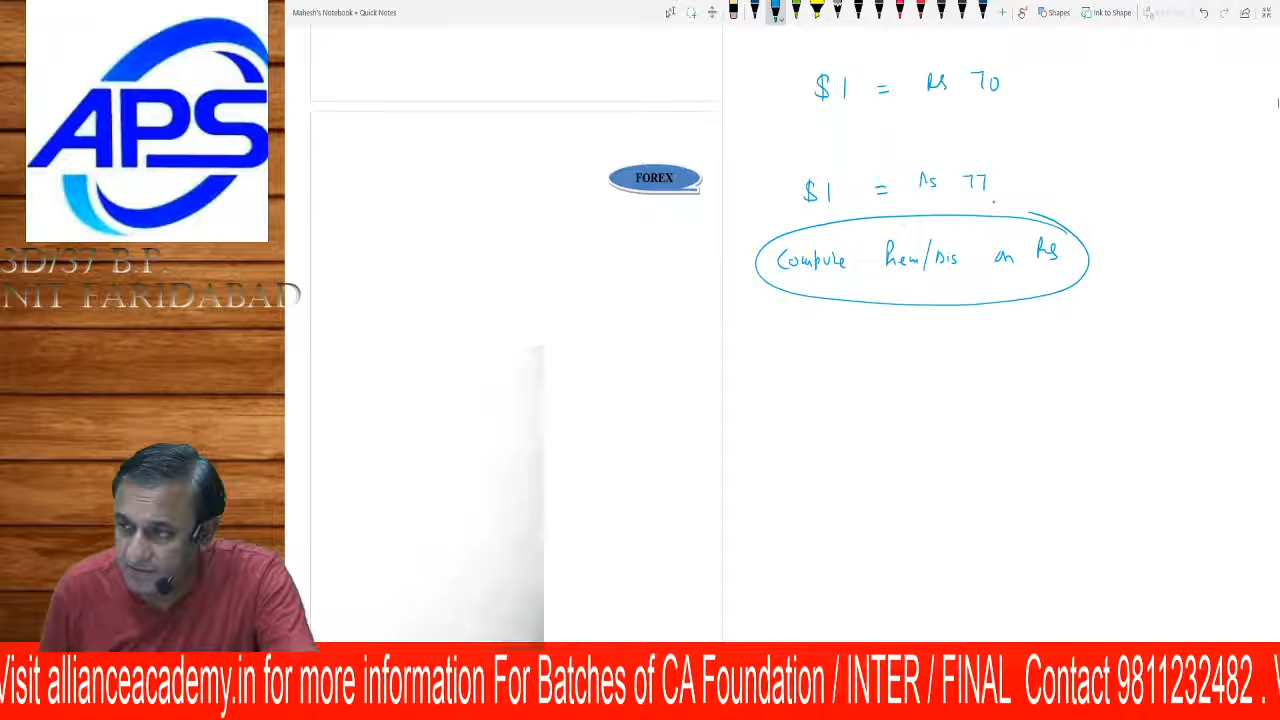 APS
3D/37 B.P.
NIT FARIDABAD
Mahesh's Notebook • Quick Notes
Shapes
Ink to Shape
FOREX
$1 = Rs 70
$1 = Rs 77
Compute Prem/Dis on Rs
Visit allianceacademy.in for more information For Batches of CA Foundation / INTER / FINAL Contact 9811232482 .